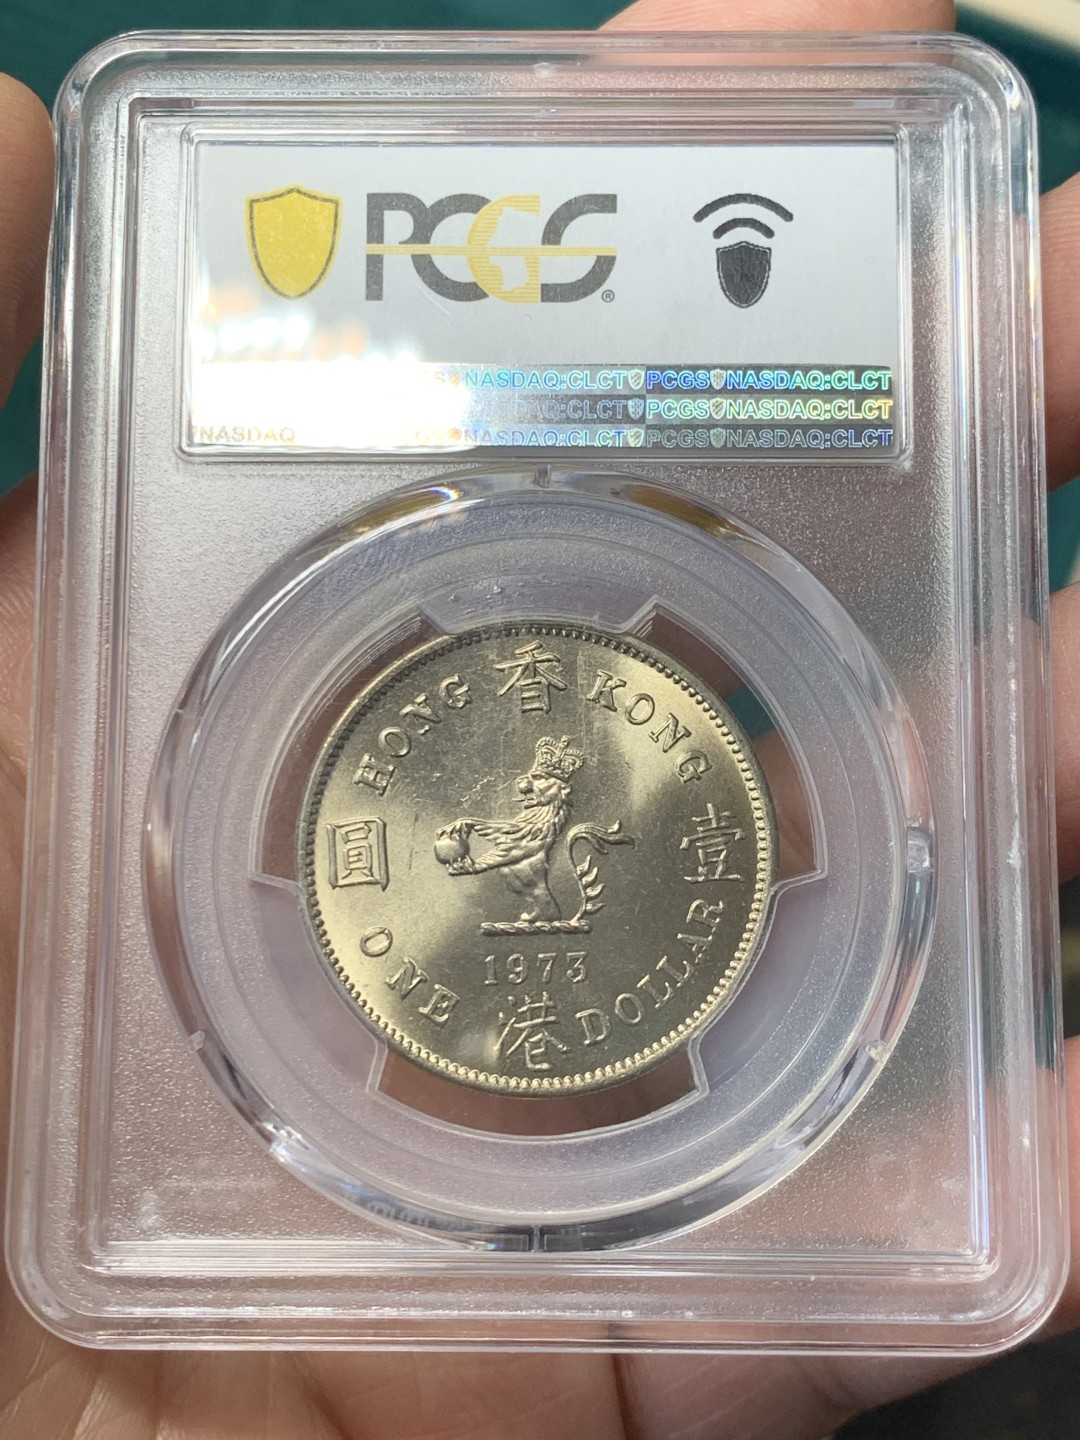 PCGS®
S NASDAQ:CLCT PCGS NASDAQ:CLCT
NASDAQ:CLCT PCGS NASDAQ:CLCT
NASDAQ GS NASDAQ:CLCT PCGS NASDAQ:CLCT
HONG 香 KONG
圓 壹
1973
ONE 港 DOLLAR